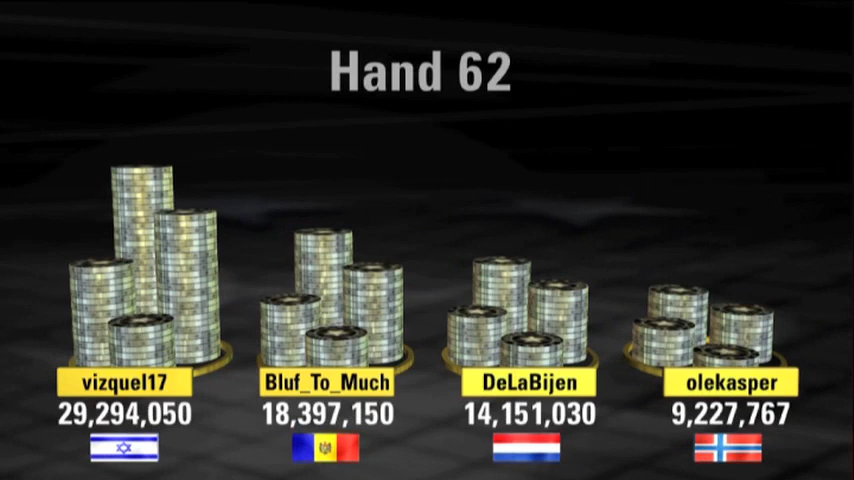 Hand 62
vizquel17
Bluf_To_Much
DeLaBijen
olekasper
29,294,050
18,397,150
14,151,030
9,227,767